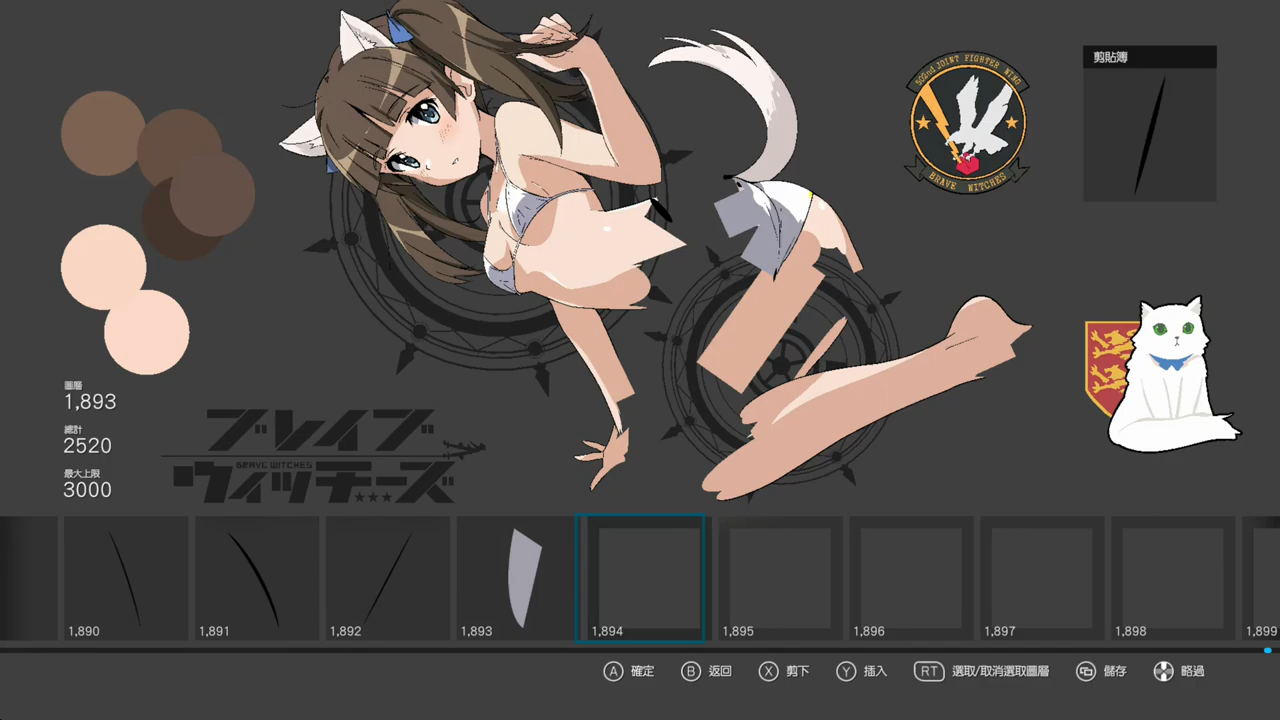 502nd JOINT FIGHTER WING
BRAVE WITCHES
剪貼簿
圖層
1,893
總計
2520
最大上限
3000
ブレイブ
BRAVE WITCHES
ウィッチーズ
1,890
1,891
1,892
1,893
1,894
1,895
1,896
1,897
1,898
1,899
A 確定
B 返回
X 剪下
Y 插入
RT 選取/取消選取圖層
儲存
略過